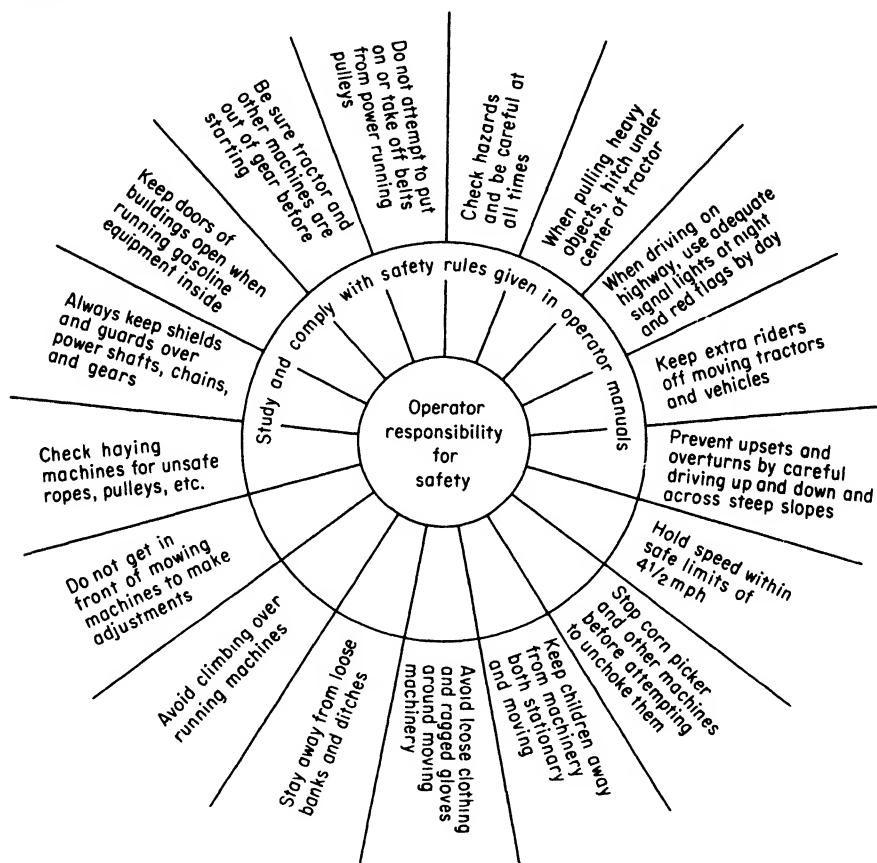 Operator
responsibility
for
safety
Study and comply with safety rules given in operator manuals
Check hazards
and be careful at
all times
When pulling heavy
objects, hitch under
center of tractor
When driving on
highway, use adequate
signal lights at night
and red flags by day
Keep extra riders
off moving tractors
and vehicles
Prevent upsets and
overturns by careful
driving up and down and
across steep slopes
Hold speed within
safe limits of
4 1/2 mph
Stop corn picker
and other machines
before attempting
to unchoke them
Keep children away
from machinery
both stationary
and moving
Avoid loose clothing
and ragged gloves
around moving
machinery
Stay away from loose
banks and ditches
Avoid climbing over
running machines
Do not get in
front of mowing
machines to make
adjustments
Check haying
machines for unsafe
ropes, pulleys, etc.
Always keep shields
and guards over
power shafts, chains,
and gears
Keep doors of
buildings open when
running gasoline
equipment inside
Be sure tractor and
other machines are
out of gear before
starting
Do not attempt to put
on or take off belts
from power running
pulleys